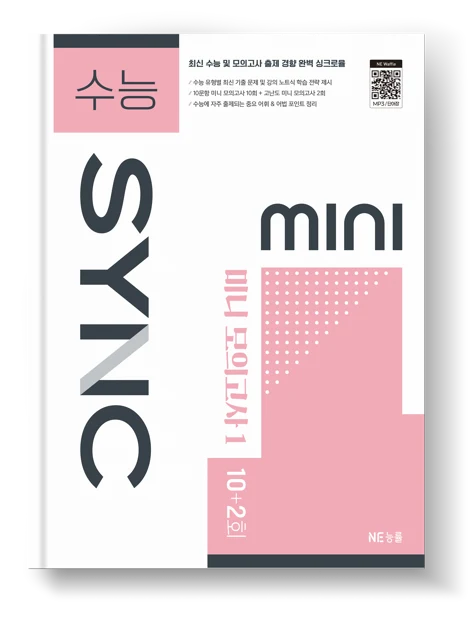 수능
최신 수능 및 모의고사 출제 경향 완벽 싱크로율
✓ 수능 유형별 최신 기출 문제 및 강의 노트식 학습 전략 제시
✓ 10문항 미니 모의고사 10회 + 고난도 미니 모의고사 2회
✓ 수능에 자주 출제되는 중요 어휘 & 어법 포인트 정리
NE Waffle
SYNC
mini
미니 모의고사 1
10+2회
NE능률